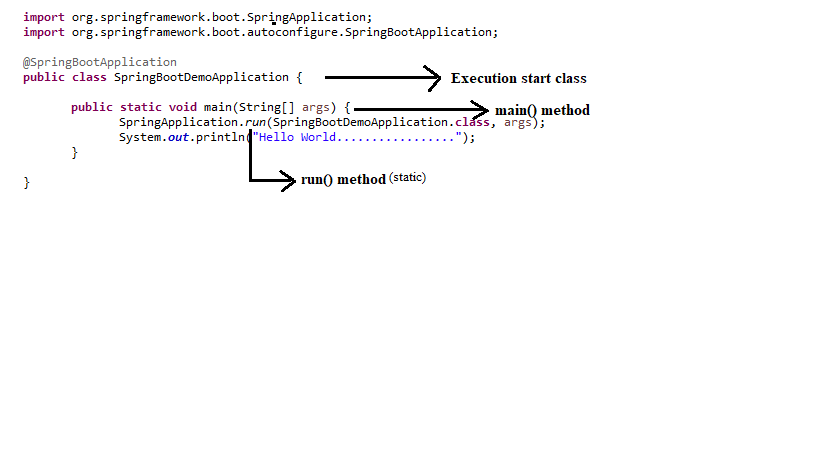 import org.springframework.boot.SpringApplication;
import org.springframework.boot.autoconfigure.SpringBootApplication;
@SpringBootApplication
public class SpringBootDemoApplication {
Execution start class
public static void main(String[] args) {
main() method
SpringApplication.run(SpringBootDemoApplication.class, args);
System.out.println("Hello World.................");
}
run() method (static)
}